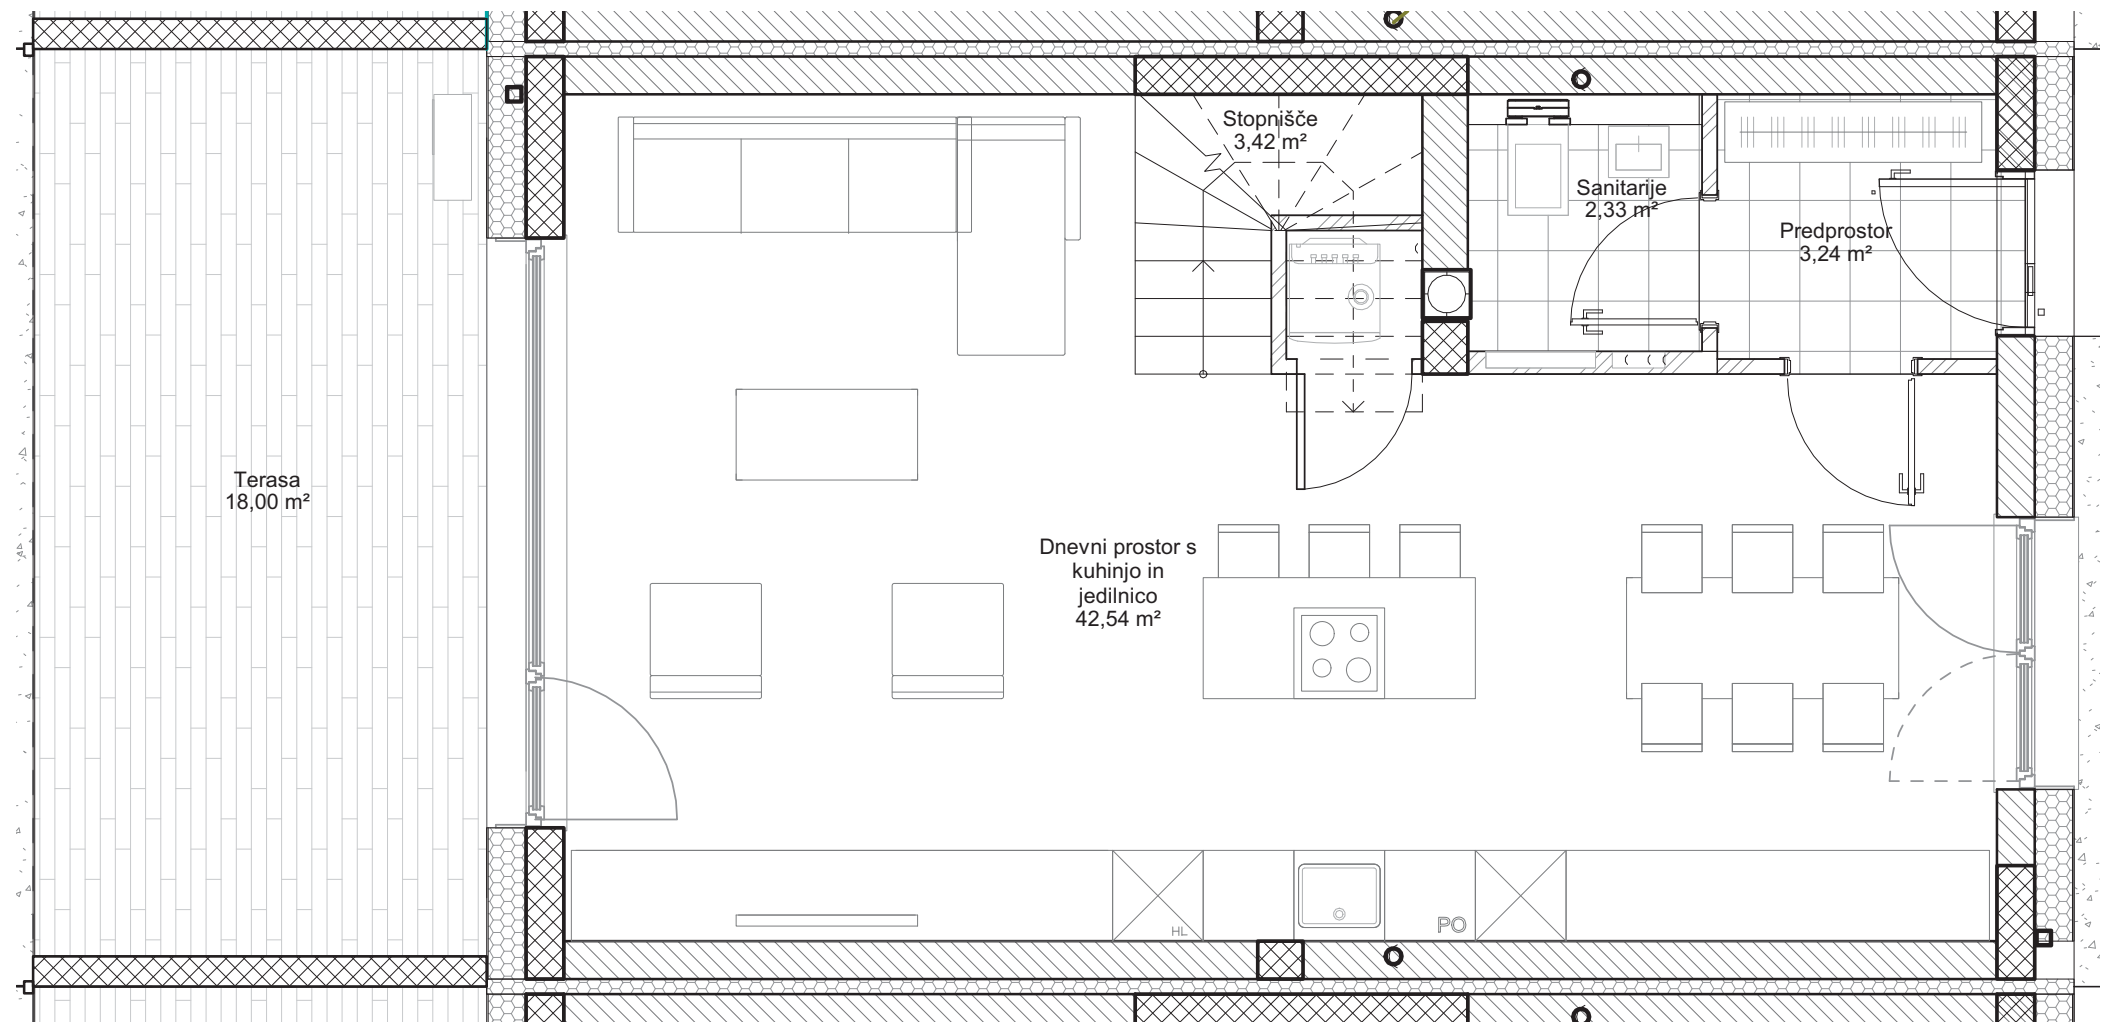 Stopnišče
3,42 m²
Sanitarije
2,33 m²
Predprostor
3,24 m²
Terasa
18,00 m²
Dnevni prostor s
kuhinjo in
jedilnico
42,54 m²
HL
PO